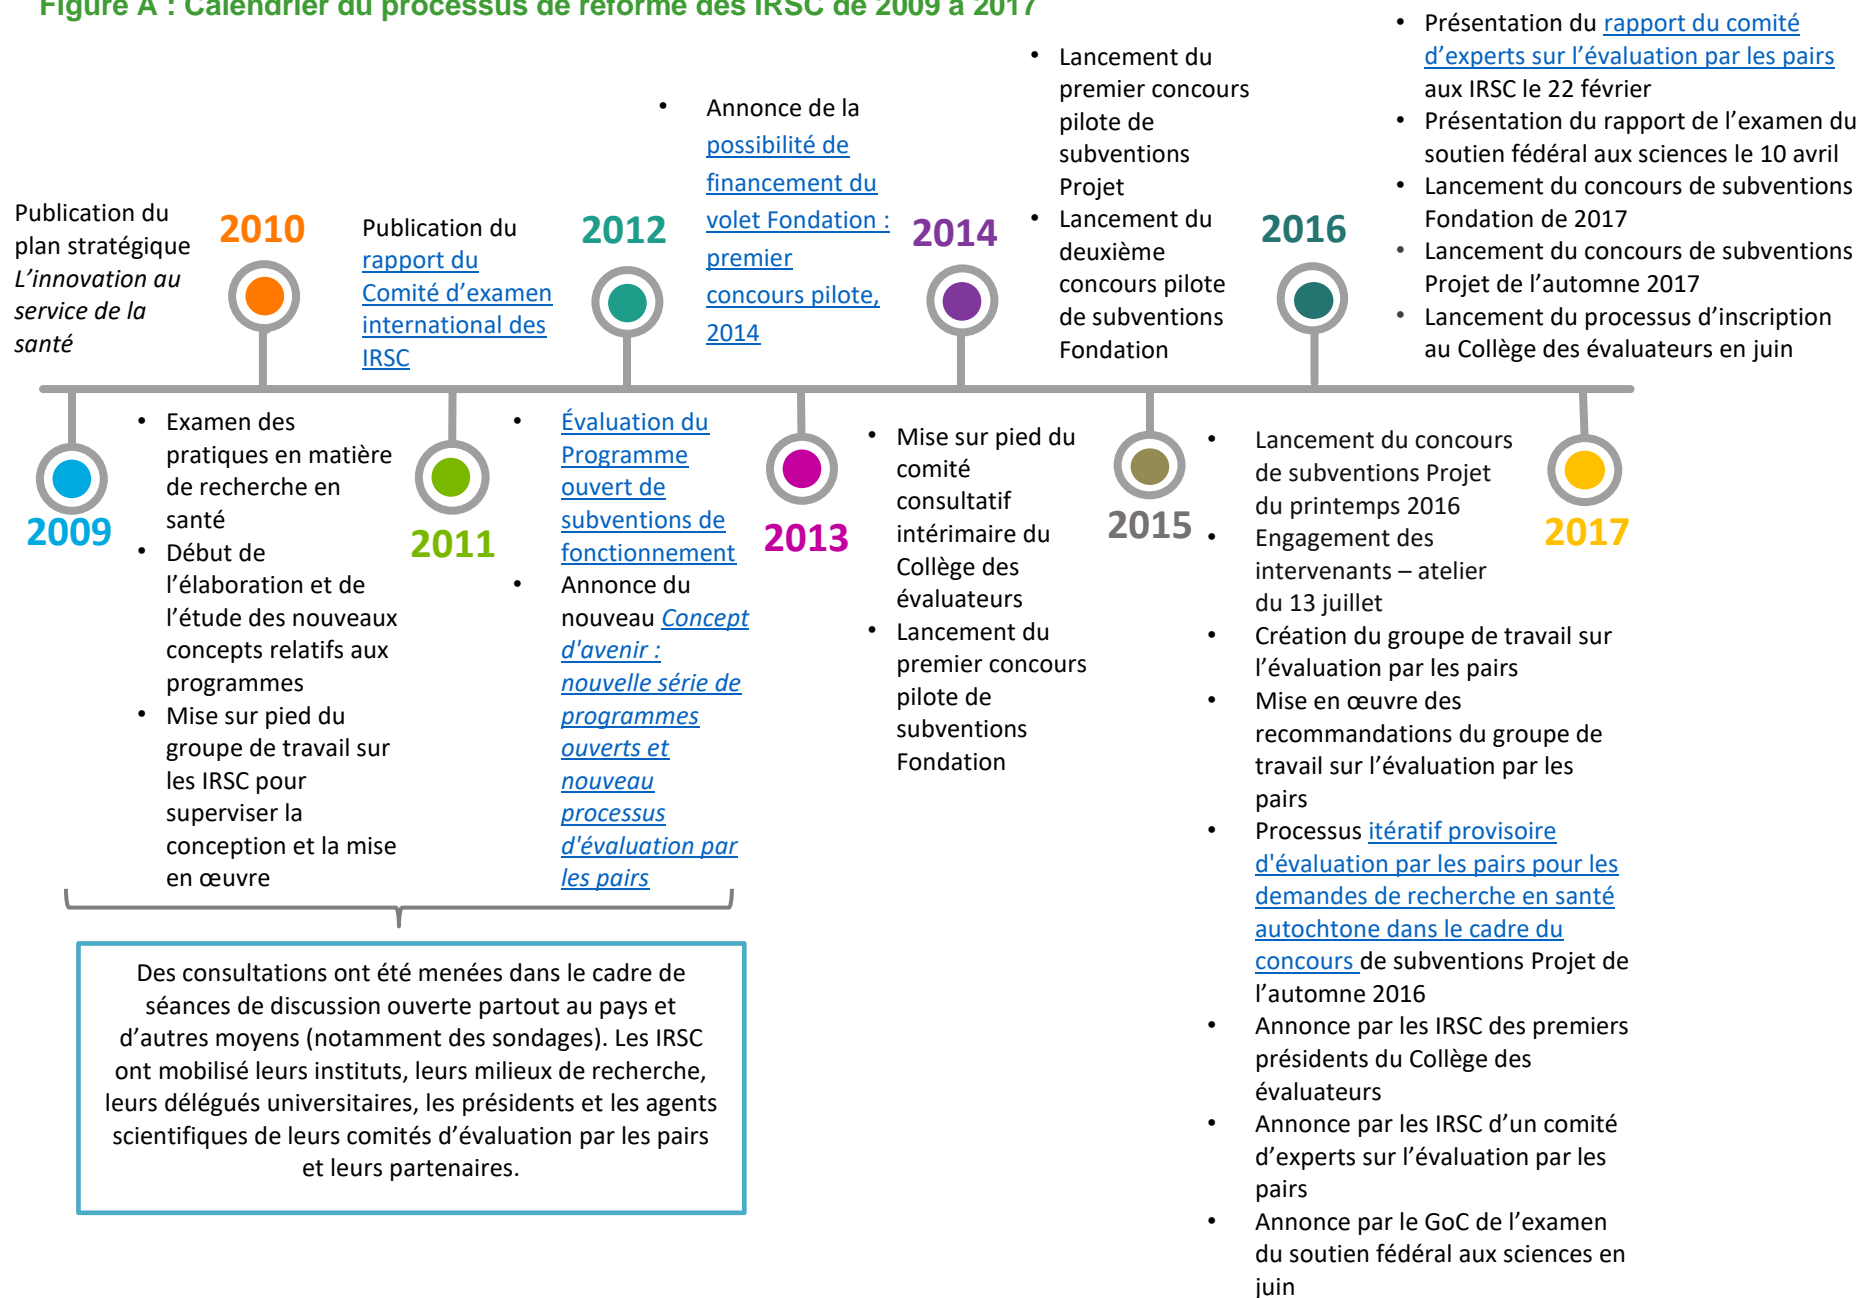 Figure A : Calendrier du processus de réforme des IRSC de 2009 à 2017
Publication du
plan stratégique
L’innovation au
service de la
santé
2009
2010
Examen des
pratiques en matière
de recherche en
santé
Début de
l’élaboration et de
l’étude des nouveaux
concepts relatifs aux
programmes
Mise sur pied du
groupe de travail sur
les IRSC pour
superviser la
conception et la mise
en œuvre
Publication du
rapport du
Comité d’examen
international des
IRSC
2011
2012
• Évaluation du
Programme
ouvert de
subventions de
fonctionnement
• Annonce du
nouveau Concept
d'avenir :
nouvelle série de
programmes
ouverts et
nouveau
processus
d'évaluation par
les pairs
• Annonce de la
possibilité de
financement du
volet Fondation :
premier
concours pilote,
2014
2013
2014
• Mise sur pied du
comité
consultatif
intérimaire du
Collège des
évaluateurs
• Lancement du
premier concours
pilote de
subventions
Fondation
• Lancement du
premier concours
pilote de
subventions
Projet
• Lancement du
deuxième
concours pilote
de subventions
Fondation
2015
2016
• Lancement du concours
de subventions Projet
du printemps 2016
• Engagement des
intervenants – atelier
du 13 juillet
• Création du groupe de travail sur
l’évaluation par les pairs
• Mise en œuvre des
recommandations du groupe de
travail sur l’évaluation par les
pairs
• Processus itératif provisoire
d'évaluation par les pairs pour les
demandes de recherche en santé
autochtone dans le cadre du
concours de subventions Projet de
l’automne 2016
• Annonce par les IRSC des premiers
présidents du Collège des
évaluateurs
• Annonce par les IRSC d’un comité
d’experts sur l’évaluation par les
pairs
• Annonce par le GoC de l’examen
du soutien fédéral aux sciences en
juin
• Présentation du rapport du comité
d’experts sur l’évaluation par les pairs
aux IRSC le 22 février
• Présentation du rapport de l’examen du
soutien fédéral aux sciences le 10 avril
• Lancement du concours de subventions
Fondation de 2017
• Lancement du concours de subventions
Projet de l’automne 2017
• Lancement du processus d’inscription
au Collège des évaluateurs en juin
2017
Des consultations ont été menées dans le cadre de
séances de discussion ouverte partout au pays et
d’autres moyens (notamment des sondages). Les IRSC
ont mobilisé leurs instituts, leurs milieux de recherche,
leurs délégués universitaires, les présidents et les agents
scientifiques de leurs comités d’évaluation par les pairs
et leurs partenaires.